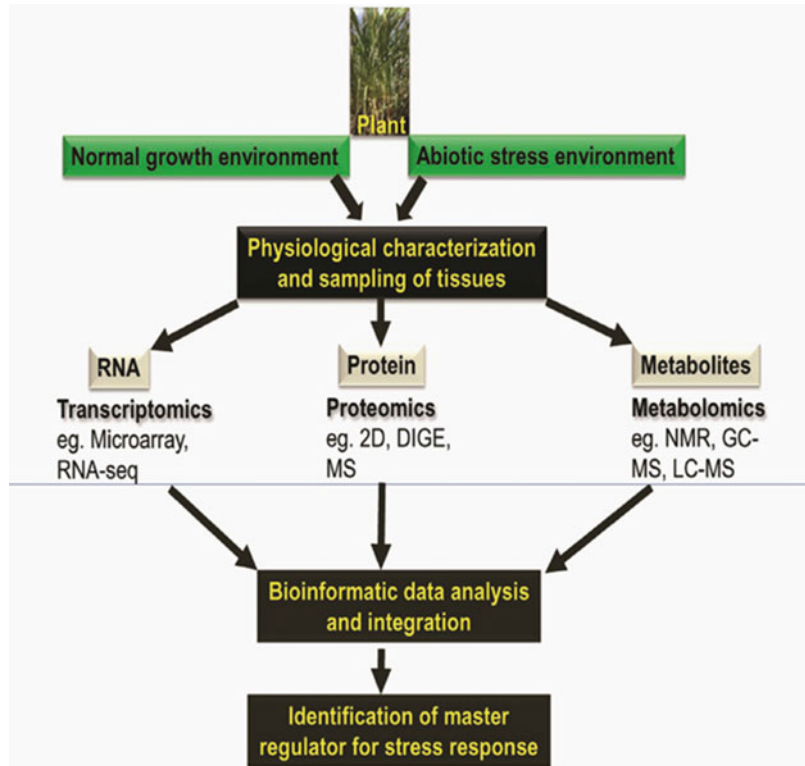 Plant
Normal growth environment
Abiotic stress environment
Physiological characterization
and sampling of tissues
RNA
Transcriptomics
eg. Microarray,
RNA-seq
Protein
Proteomics
eg. 2D, DIGE,
MS
Metabolites
Metabolomics
eg. NMR, GC-
MS, LC-MS
Bioinformatic data analysis
and integration
Identification of master
regulator for stress response